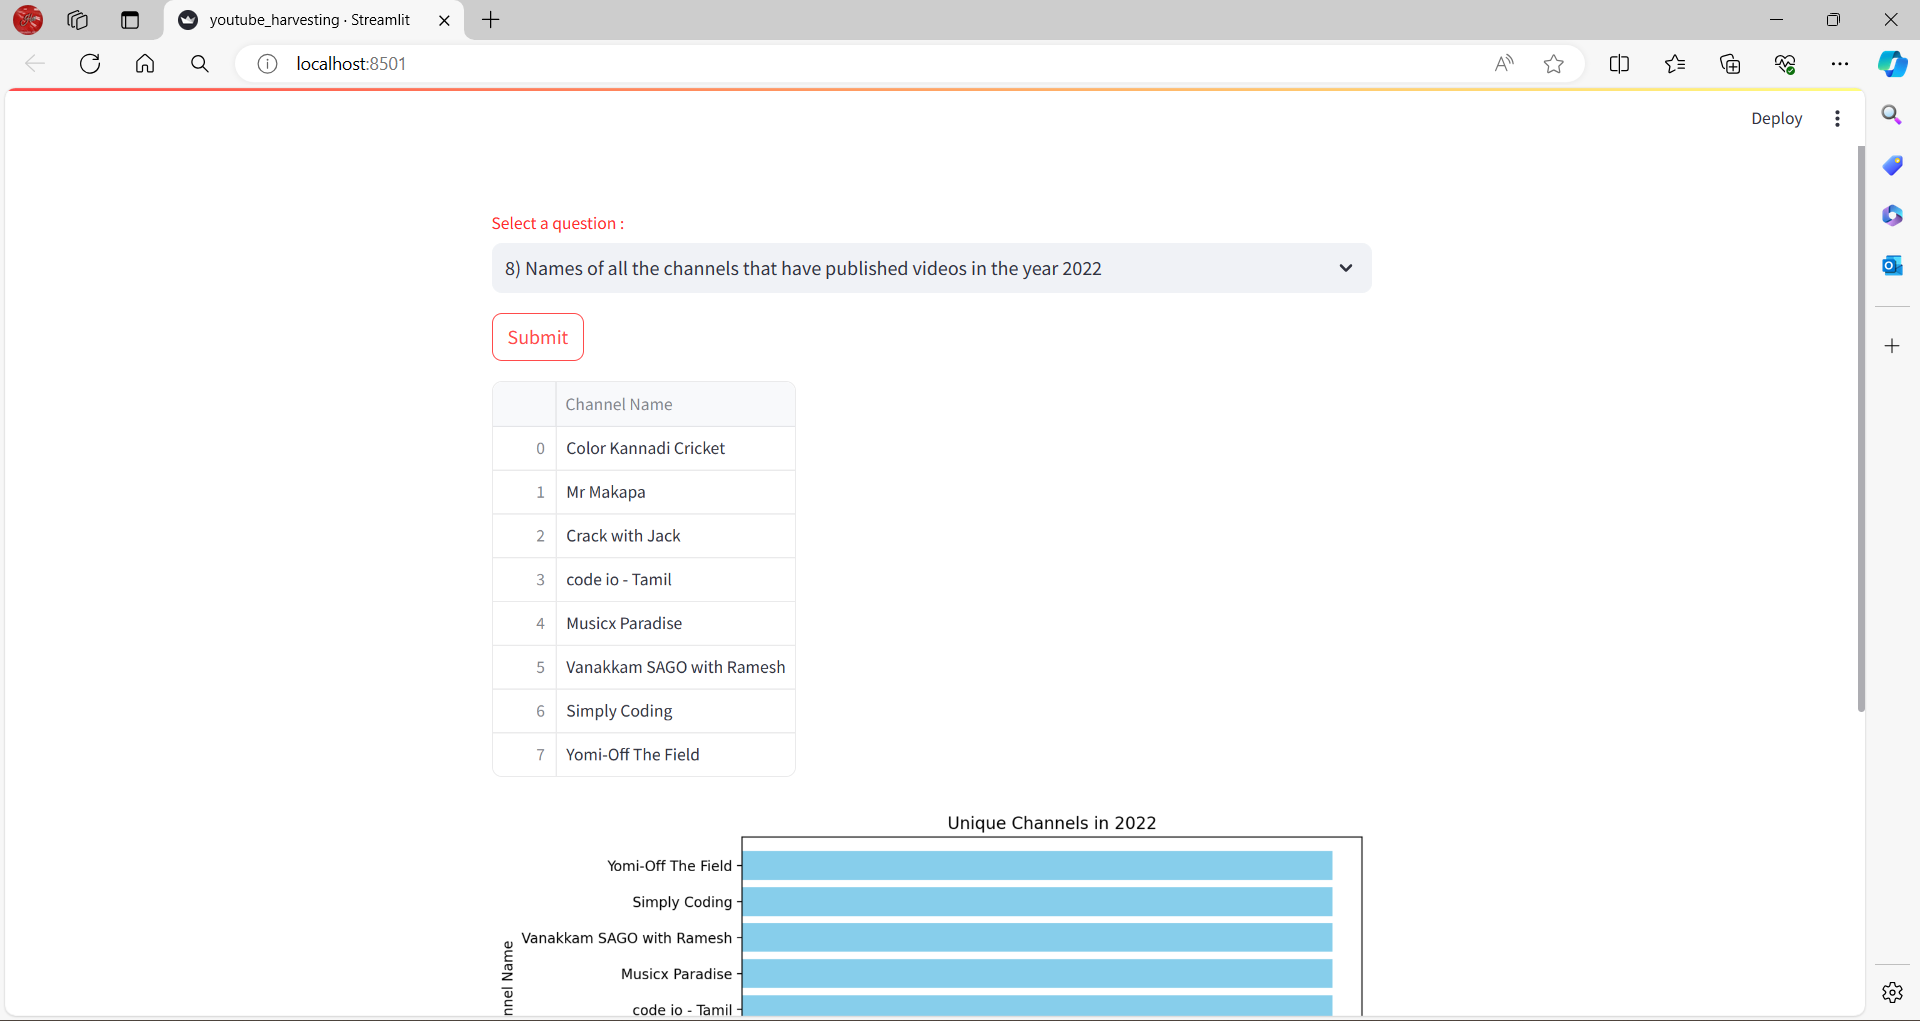 youtube_harvesting · Streamlit
localhost:8501
Deploy
Select a question :
8) Names of all the channels that have published videos in the year 2022
Submit
Channel Name
0 Color Kannadi Cricket
1 Mr Makapa
2 Crack with Jack
3 code io - Tamil
4 Musicx Paradise
5 Vanakkam SAGO with Ramesh
6 Simply Coding
7 Yomi-Off The Field
Unique Channels in 2022
Yomi-Off The Field
Simply Coding
Vanakkam SAGO with Ramesh
Musicx Paradise
code io - Tamil
Name